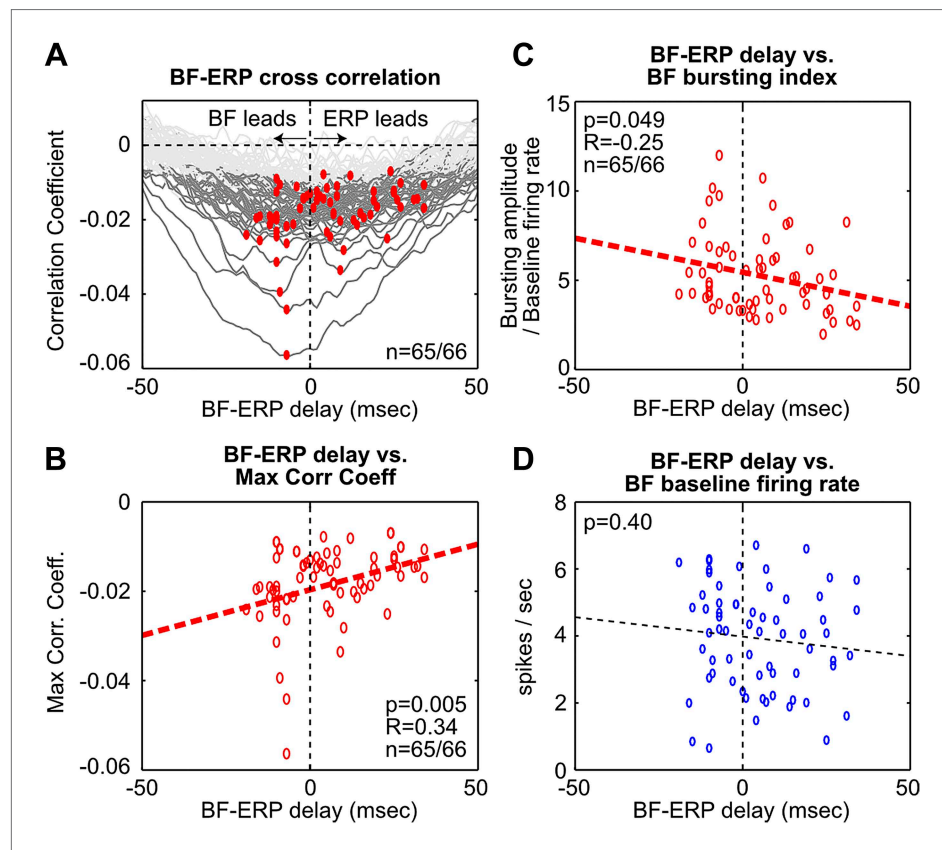 A
BF-ERP cross correlation
BF leads
ERP leads
0
-0.02
-0.04
-0.06
Correlation Coefficient
n=65/66
-50
0
50
BF-ERP delay (msec)
B
BF-ERP delay vs.
Max Corr Coeff
0
-0.02
-0.04
-0.06
Max Corr. Coeff.
p=0.005
R=0.34
n=65/66
-50
0
50
BF-ERP delay (msec)
C
BF-ERP delay vs.
BF bursting index
15
10
5
0
Bursting amplitude
/ Baseline firing rate
p=0.049
R=-0.25
n=65/66
-50
0
50
BF-ERP delay (msec)
D
BF-ERP delay vs.
BF baseline firing rate
8
6
4
2
0
spikes / sec
p=0.40
-50
0
50
BF-ERP delay (msec)